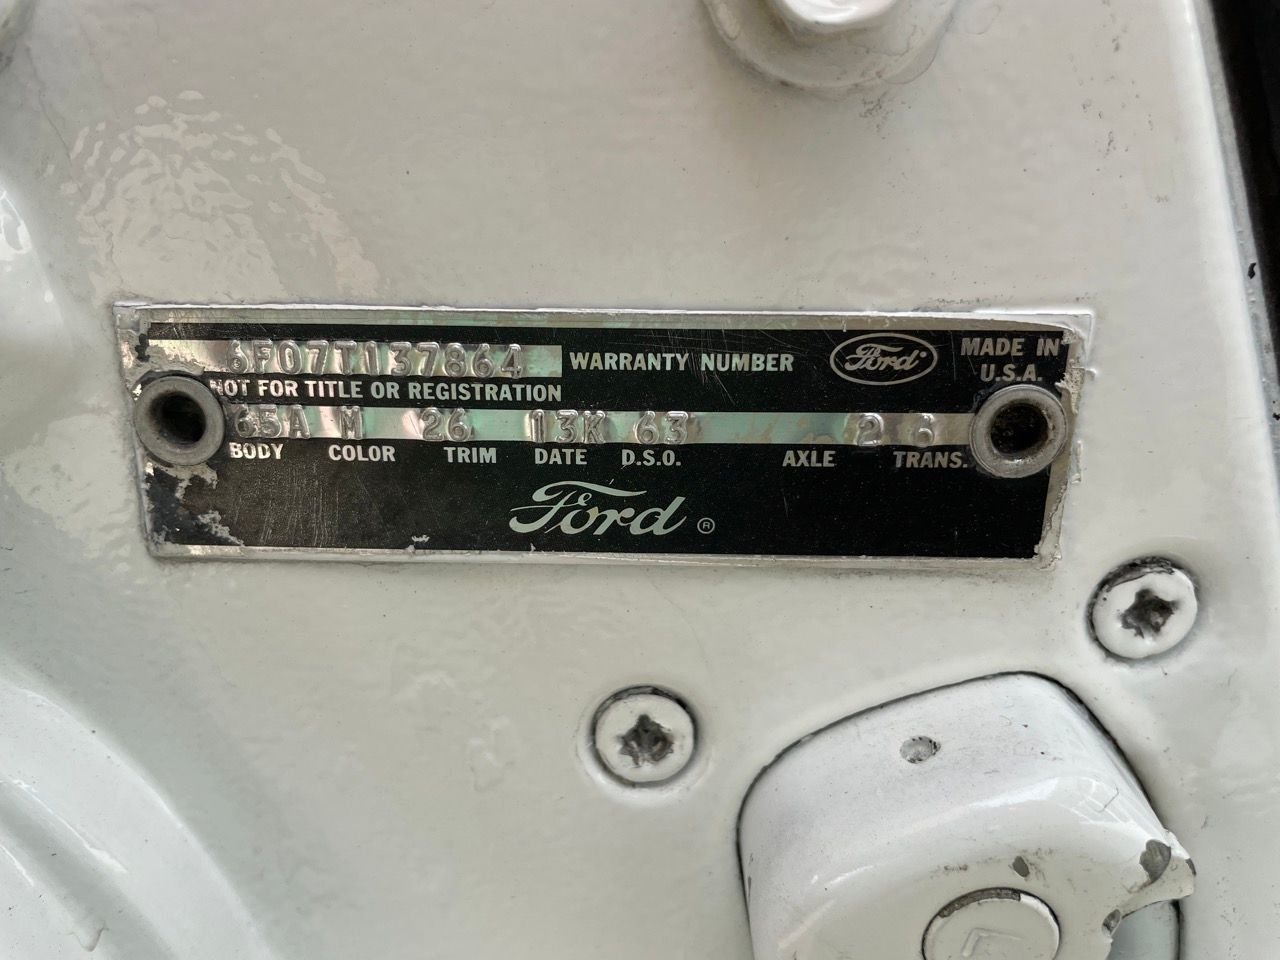 6F07T137864 WARRANTY NUMBER Ford MADE IN U.S.A.
NOT FOR TITLE OR REGISTRATION
65A M 26 13K 63 2 6
BODY COLOR TRIM DATE D.S.O. AXLE TRANS.
Ford ®